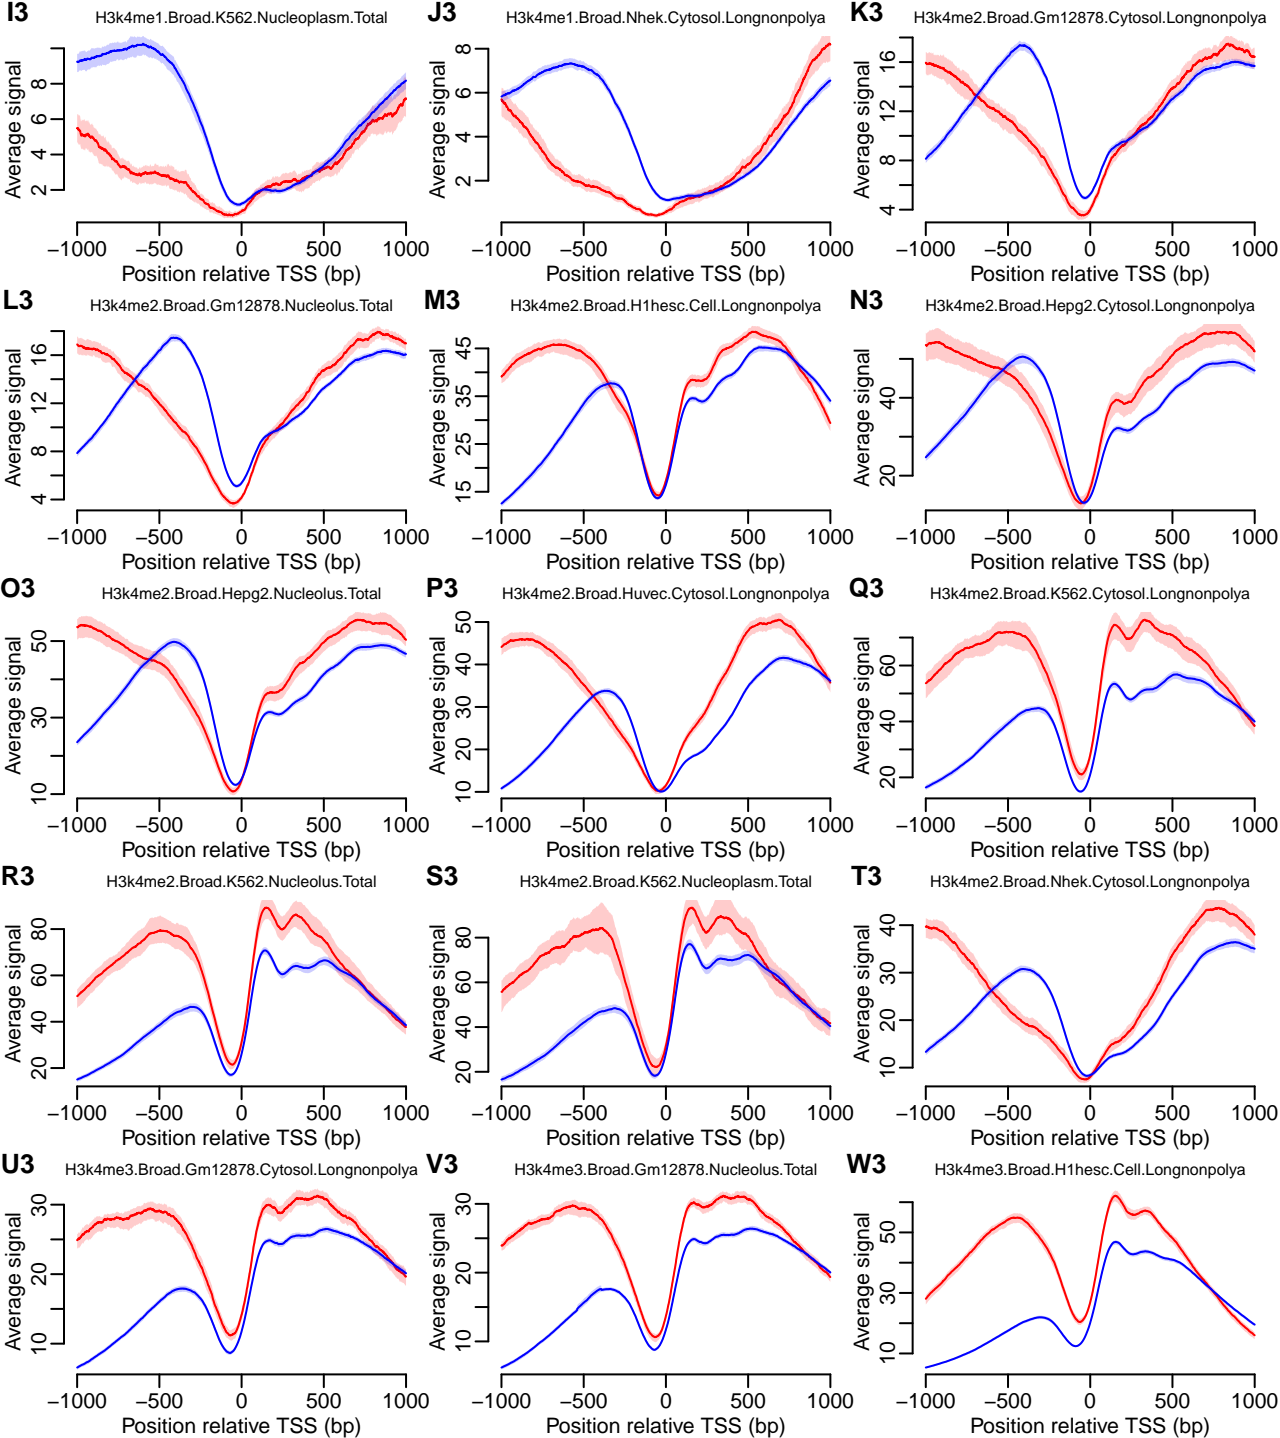 I3
H3k4me1.Broad.K562.Nucleoplasm.Total
Average signal
2 4 6 8
−1000 −500 0 500 1000
Position relative TSS (bp)
J3
H3k4me1.Broad.Nhek.Cytosol.Longnonpolya
Average signal
2 4 6 8
−1000 −500 0 500 1000
Position relative TSS (bp)
K3
H3k4me2.Broad.Gm12878.Cytosol.Longnonpolya
Average signal
4 8 12 16
−1000 −500 0 500 1000
Position relative TSS (bp)
L3
H3k4me2.Broad.Gm12878.Nucleolus.Total
Average signal
4 8 12 16
−1000 −500 0 500 1000
Position relative TSS (bp)
M3
H3k4me2.Broad.H1hesc.Cell.Longnonpolya
Average signal
15 25 35 45
−1000 −500 0 500 1000
Position relative TSS (bp)
N3
H3k4me2.Broad.Hepg2.Cytosol.Longnonpolya
Average signal
20 40
−1000 −500 0 500 1000
Position relative TSS (bp)
O3
H3k4me2.Broad.Hepg2.Nucleolus.Total
Average signal
10 30 50
−1000 −500 0 500 1000
Position relative TSS (bp)
P3
H3k4me2.Broad.Huvec.Cytosol.Longnonpolya
Average signal
10 20 30 40 50
−1000 −500 0 500 1000
Position relative TSS (bp)
Q3
H3k4me2.Broad.K562.Cytosol.Longnonpolya
Average signal
20 40 60
−1000 −500 0 500 1000
Position relative TSS (bp)
R3
H3k4me2.Broad.K562.Nucleolus.Total
Average signal
20 40 60 80
−1000 −500 0 500 1000
Position relative TSS (bp)
S3
H3k4me2.Broad.K562.Nucleoplasm.Total
Average signal
20 40 60 80
−1000 −500 0 500 1000
Position relative TSS (bp)
T3
H3k4me2.Broad.Nhek.Cytosol.Longnonpolya
Average signal
10 20 30 40
−1000 −500 0 500 1000
Position relative TSS (bp)
U3
H3k4me3.Broad.Gm12878.Cytosol.Longnonpolya
Average signal
10 20 30
−1000 −500 0 500 1000
Position relative TSS (bp)
V3
H3k4me3.Broad.Gm12878.Nucleolus.Total
Average signal
10 20 30
−1000 −500 0 500 1000
Position relative TSS (bp)
W3
H3k4me3.Broad.H1hesc.Cell.Longnonpolya
Average signal
10 30 50
−1000 −500 0 500 1000
Position relative TSS (bp)